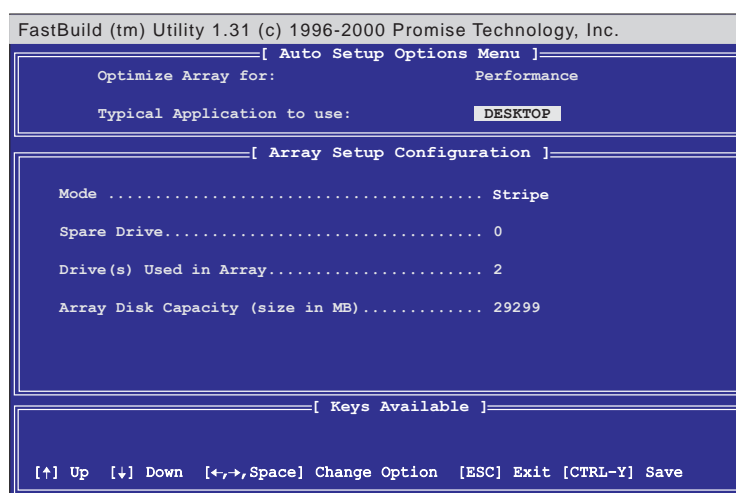 FastBuild (tm) Utility 1.31 (c) 1996-2000 Promise Technology, Inc.
[ Auto Setup Options Menu ]
Optimize Array for: Performance
Typical Application to use: DESKTOP
[ Array Setup Configuration ]
Mode ........................................ Stripe
Spare Drive.................................. 0
Drive(s) Used in Array....................... 2
Array Disk Capacity (size in MB)............. 29299
[ Keys Available ]
[↑] Up [↓] Down [←,→,Space] Change Option [ESC] Exit [CTRL-Y] Save